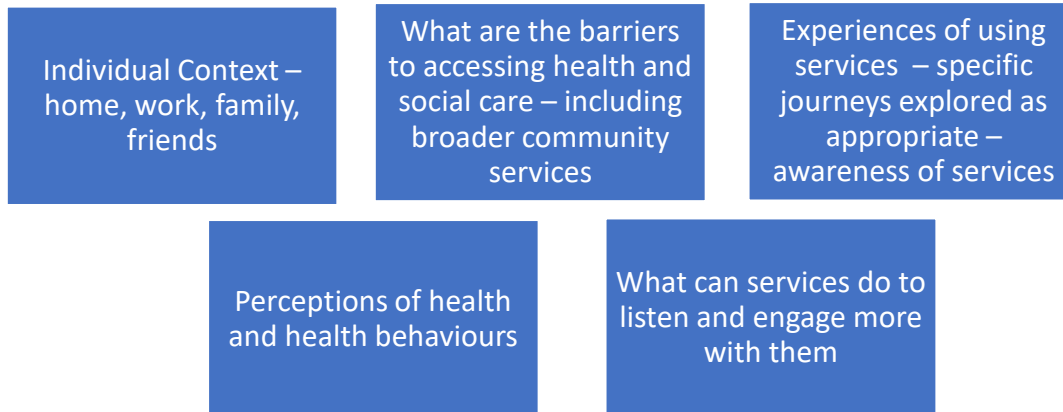 Individual Context –
home, work, family,
friends
What are the barriers
to accessing health and
social care – including
broader community
services
Experiences of using
services – specific
journeys explored as
appropriate –
awareness of services
Perceptions of health
and health behaviours
What can services do to
listen and engage more
with them